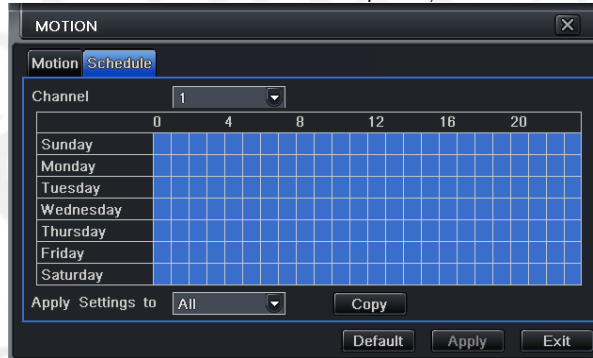 MOTION
Motion Schedule
Channel 1
0 4 8 12 16 20
Sunday
Monday
Tuesday
Wednesday
Thursday
Friday
Saturday
Apply Settings to All Copy
Default Apply Exit